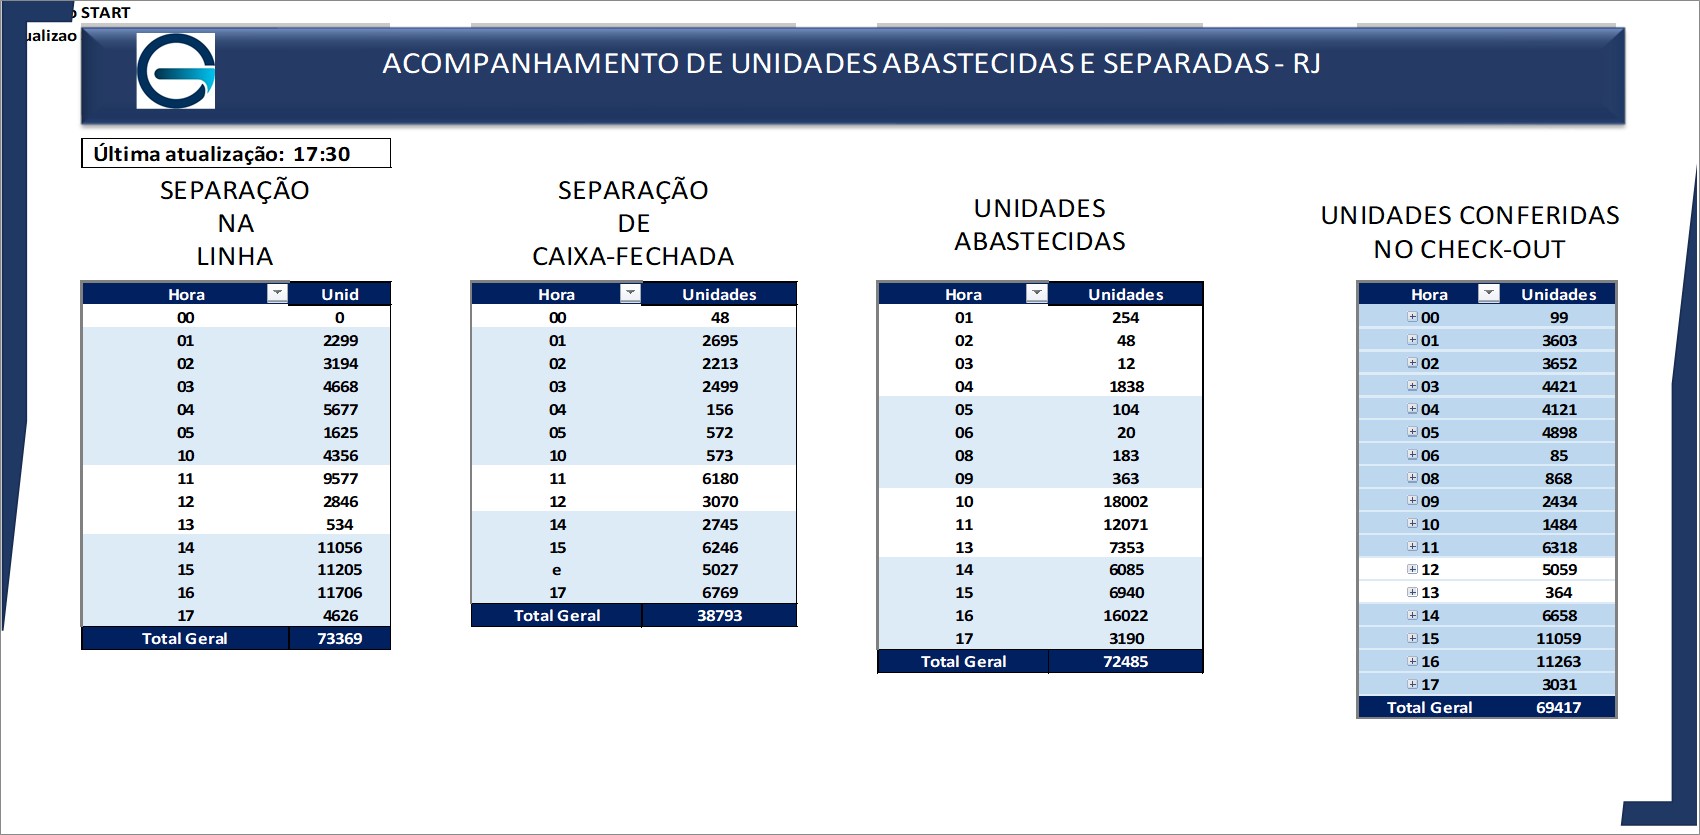 START
ualizao
ACOMPANHAMENTO DE UNIDADES ABASTECIDAS E SEPARADAS - RJ
Última atualização: 17:30
SEPARAÇÃO
NA
LINHA
Hora Unid
00 0
01 2299
02 3194
03 4668
04 5677
05 1625
10 4356
11 9577
12 2846
13 534
14 11056
15 11205
16 11706
17 4626
Total Geral 73369
SEPARAÇÃO
DE
CAIXA-FECHADA
Hora Unidades
00 48
01 2695
02 2213
03 2499
04 156
05 572
10 573
11 6180
12 3070
14 2745
15 6246
e 5027
17 6769
Total Geral 38793
UNIDADES
ABASTECIDAS
Hora Unidades
01 254
02 48
03 12
04 1838
05 104
06 20
08 183
09 363
10 18002
11 12071
13 7353
14 6085
15 6940
16 16022
17 3190
Total Geral 72485
UNIDADES CONFERIDAS
NO CHECK-OUT
Hora Unidades
00 99
01 3603
02 3652
03 4421
04 4121
05 4898
06 85
08 868
09 2434
10 1484
11 6318
12 5059
13 364
14 6658
15 11059
16 11263
17 3031
Total Geral 69417